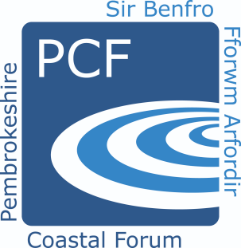 Sir Benfro
Fforwm Arfordir
PCF
Pembrokeshire
Coastal Forum